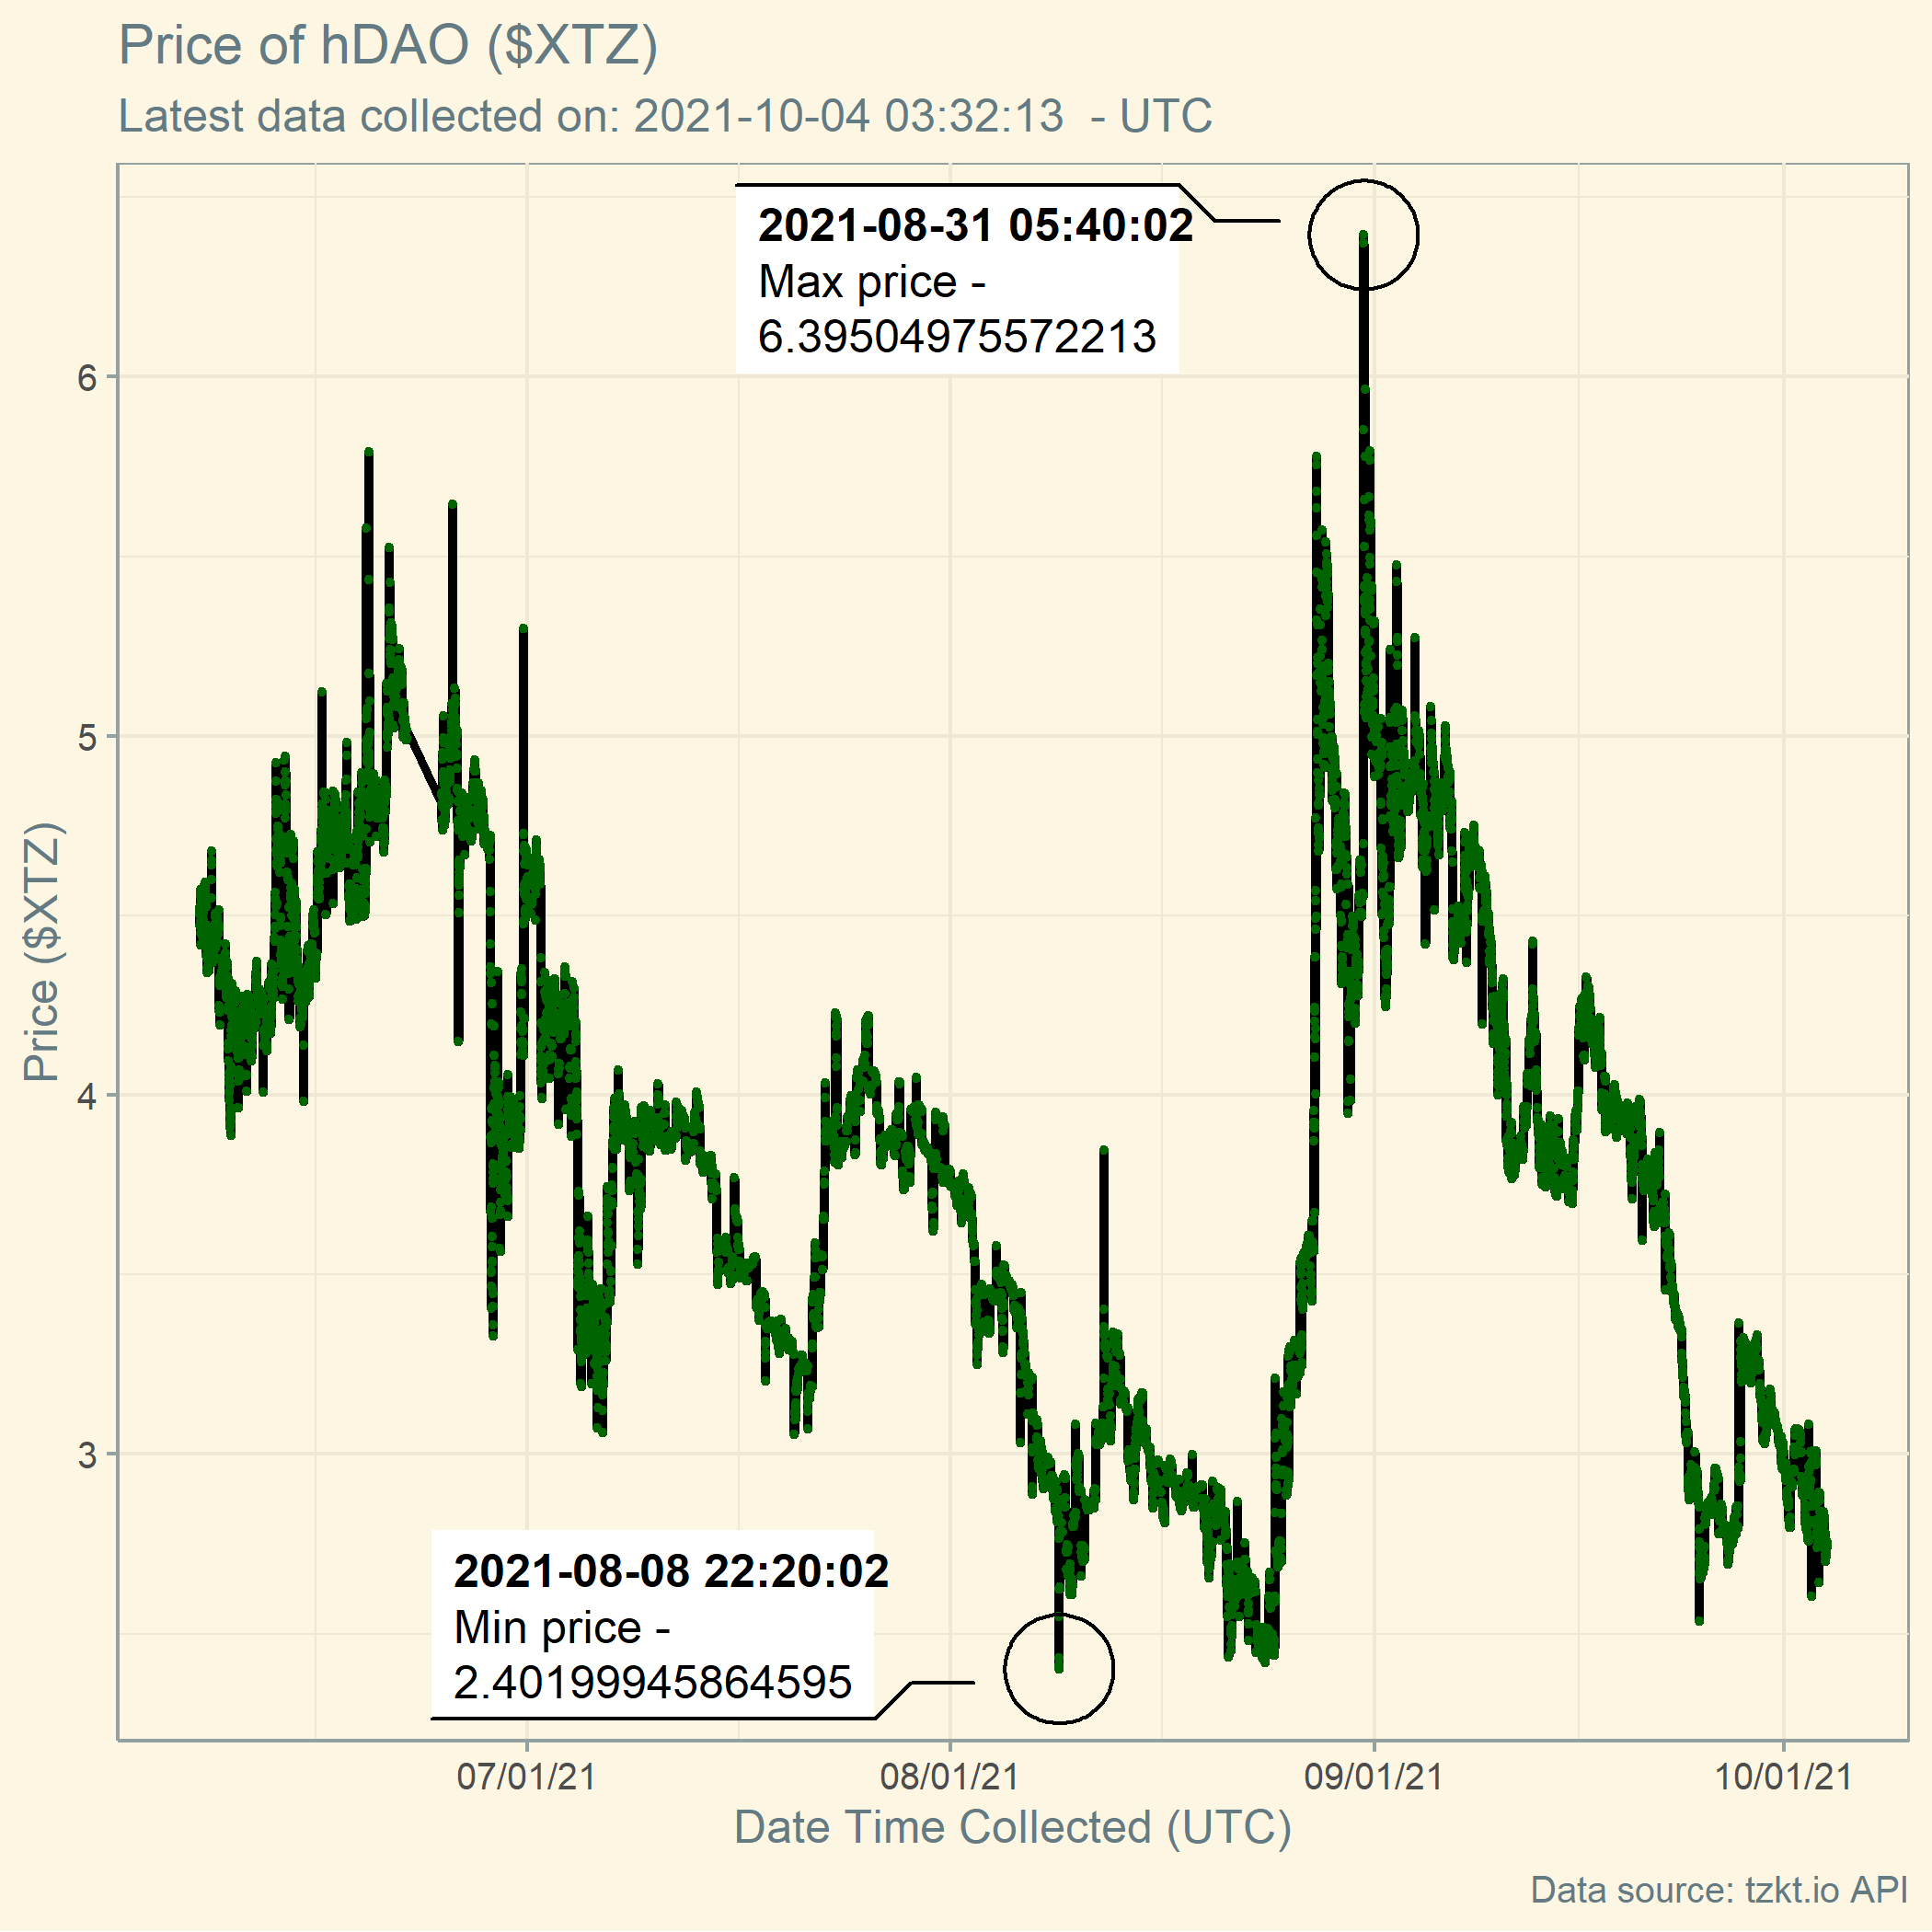 Price of hDAO ($XTZ)
Latest data collected on: 2021-10-04 03:32:13  - UTC
2021-08-31 05:40:02
Max price -
6.39504975572213
6
5
4
3
Price ($XTZ)
2021-08-08 22:20:02
Min price -
2.40199945864595
07/01/21
08/01/21
09/01/21
10/01/21
Date Time Collected (UTC)
Data source: tzkt.io API